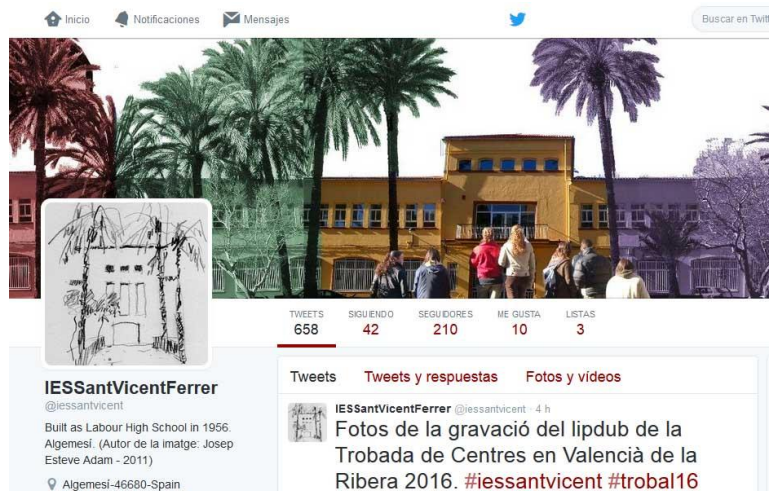 Inicio Notificaciones Mensajes Buscar en Twitt
TWEETS SIGUIENDO SEGUIDORES ME GUSTA LISTAS
658 42 210 10 3
IESSantVicentFerrer
@iessantvicent
Built as Labour High School in 1956.
Algemesí. (Autor de la imatge: Josep
Esteve Adam - 2011)
Algemesí-46680-Spain
Tweets Tweets y respuestas Fotos y vídeos
IESSantVicentFerrer @iessantvicent · 4 h
Fotos de la gravació del lipdub de la
Trobada de Centres en Valencià de la
Ribera 2016. #iessantvicent #trobal16